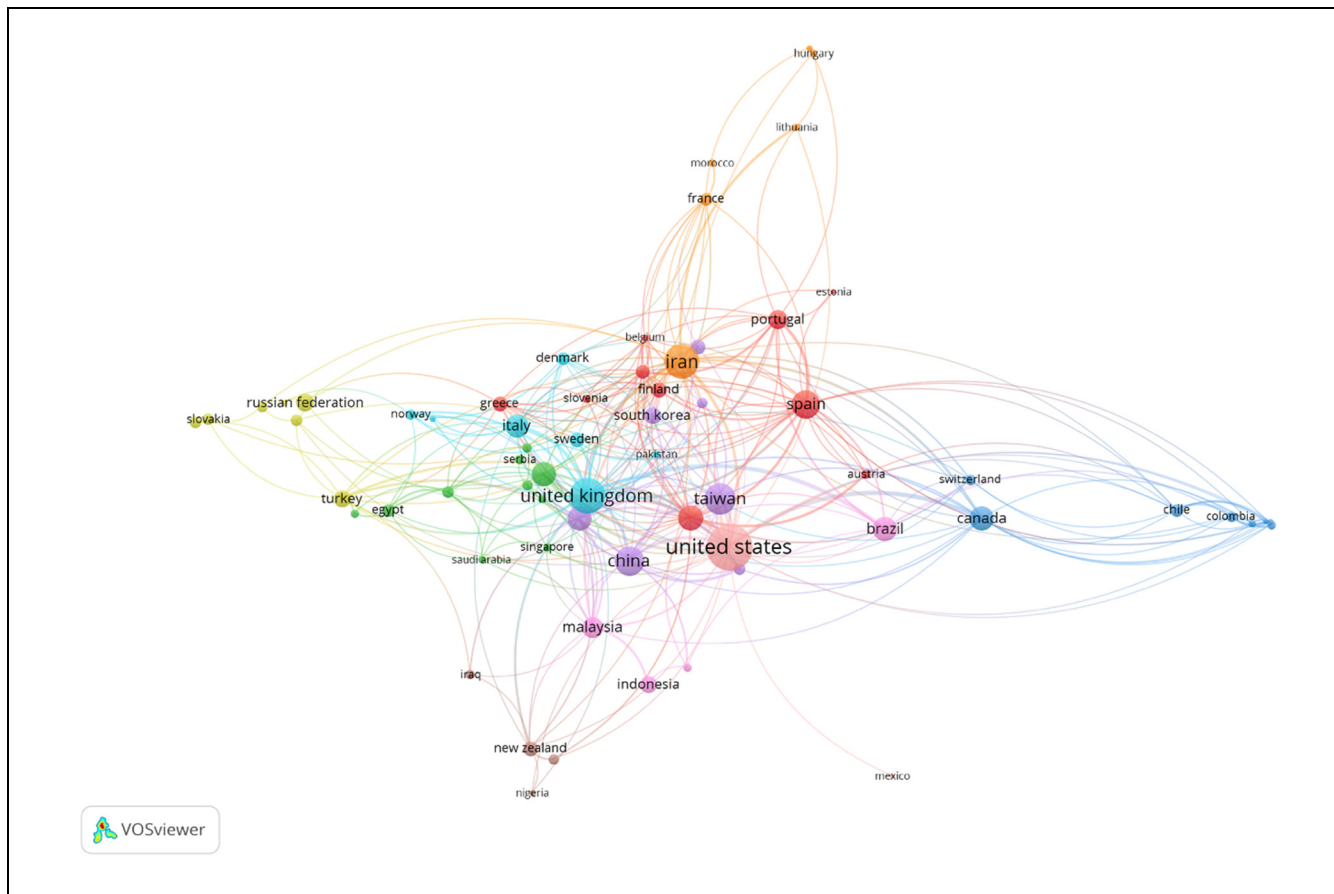 hungary
lithuania
morocco
france
estonia
portugal
belgium
denmark
iran
finland
slovenia
greece
spain
russian federation
slovakia
norway
south korea
italy
sweden
pakistan
serbia
austria
switzerland
united kingdom
taiwan
turkey
egypt
chile
colombia
canada
brazil
united states
singapore
saudi arabia
china
malaysia
iraq
indonesia
new zealand
mexico
nigeria
VOSviewer